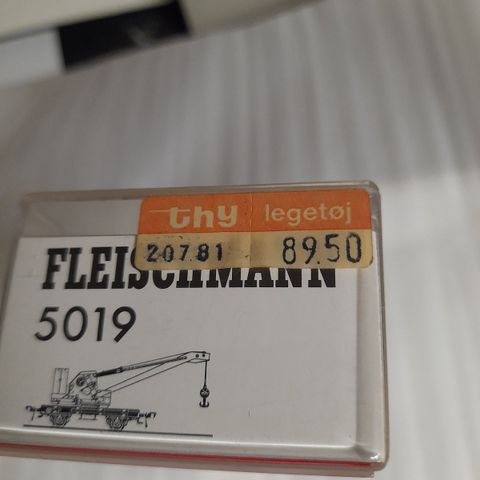 thy legetøj
20781 89.50
FLEISCHMANN
5019